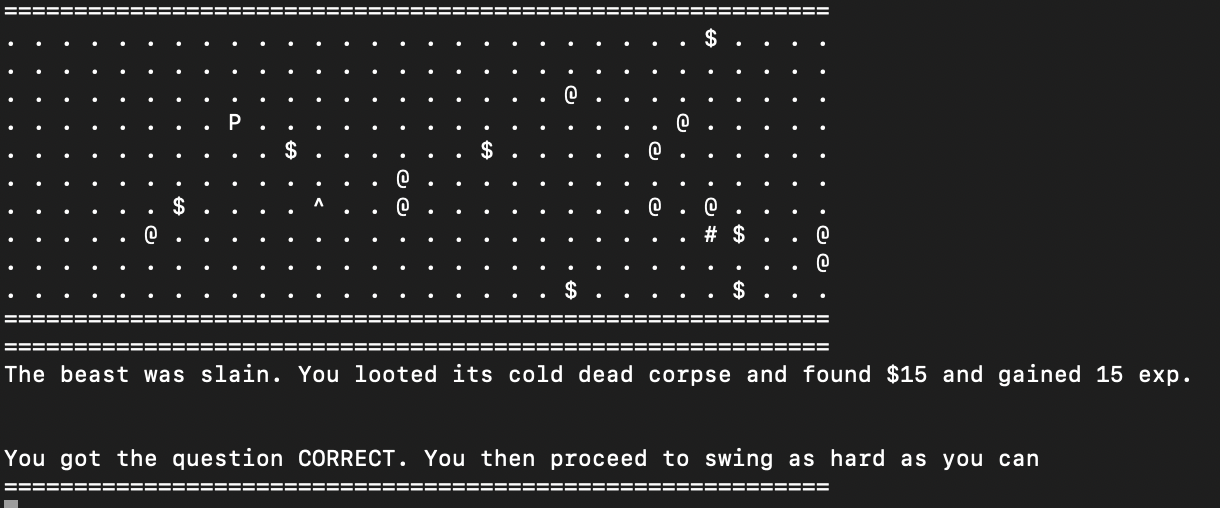 ===========================================================
. . . . . . . . . . . . . . . . . . . . . . . . . $ . . . .
. . . . . . . . . . . . . . . . . . . . . . . . . . . . . .
. . . . . . . . . . . . . . . . . . . . @ . . . . . . . . .
. . . . . . . . P . . . . . . . . . . . . . . . @ . . . . .
. . . . . . . . . . $ . . . . . . $ . . . . . @ . . . . . .
. . . . . . . . . . . . . . @ . . . . . . . . . . . . . . .
. . . . . . $ . . . . ^ . . @ . . . . . . . . @ . @ . . . .
. . . . . @ . . . . . . . . . . . . . . . . . . . # $ . . @
. . . . . . . . . . . . . . . . . . . . . . . . . . . . . @
. . . . . . . . . . . . . . . . . . . . $ . . . . . $ . . .
===========================================================
===========================================================
The beast was slain. You looted its cold dead corpse and found $15 and gained 15 exp.
You got the question CORRECT. You then proceed to swing as hard as you can
===========================================================